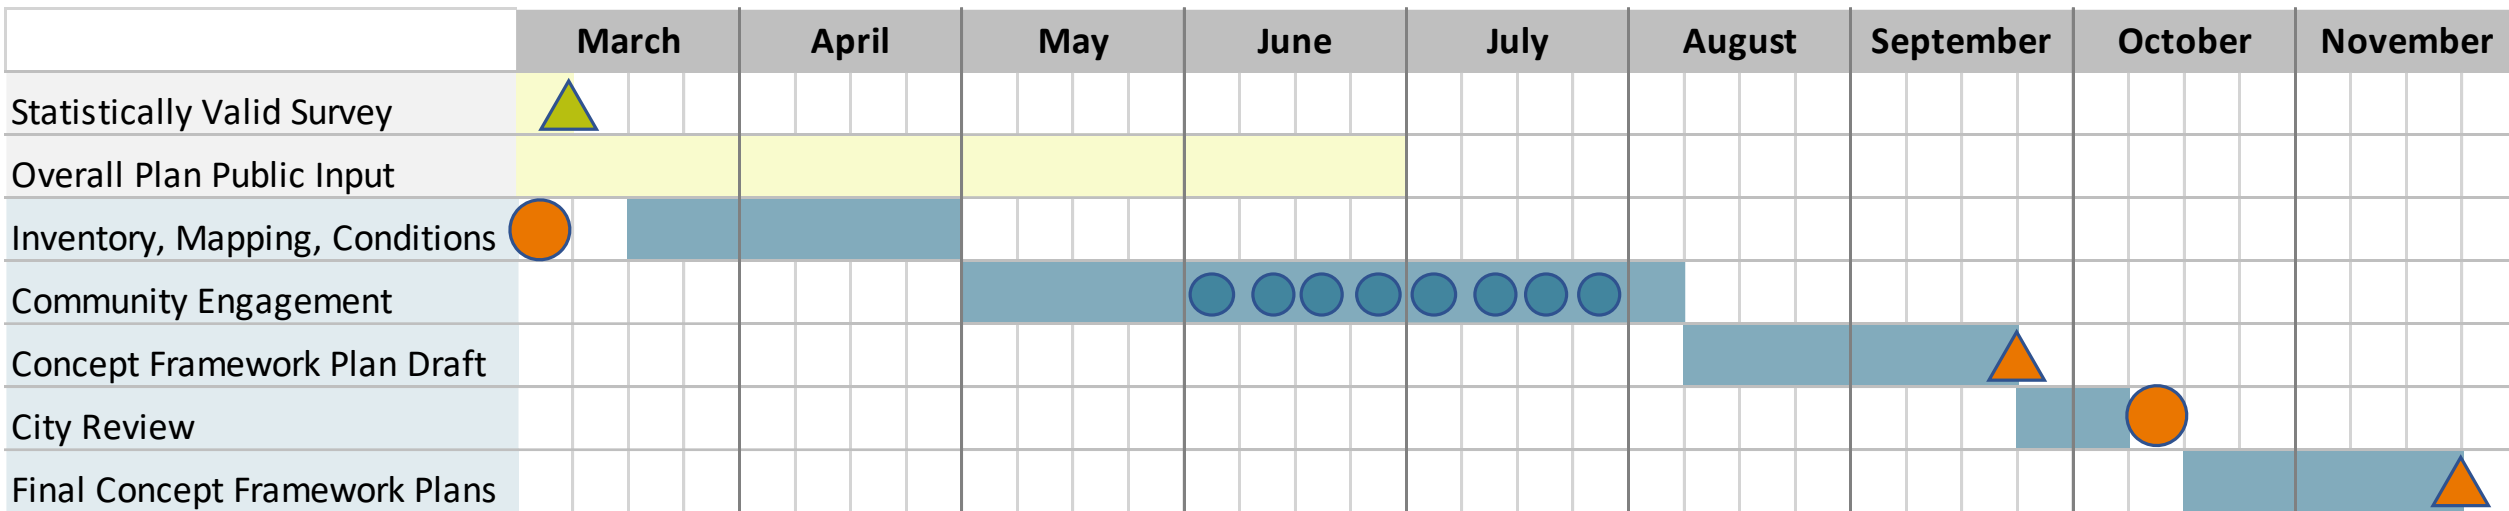 March April May June July August September October November
Statistically Valid Survey
Overall Plan Public Input
Inventory, Mapping, Conditions
Community Engagement
Concept Framework Plan Draft
City Review
Final Concept Framework Plans